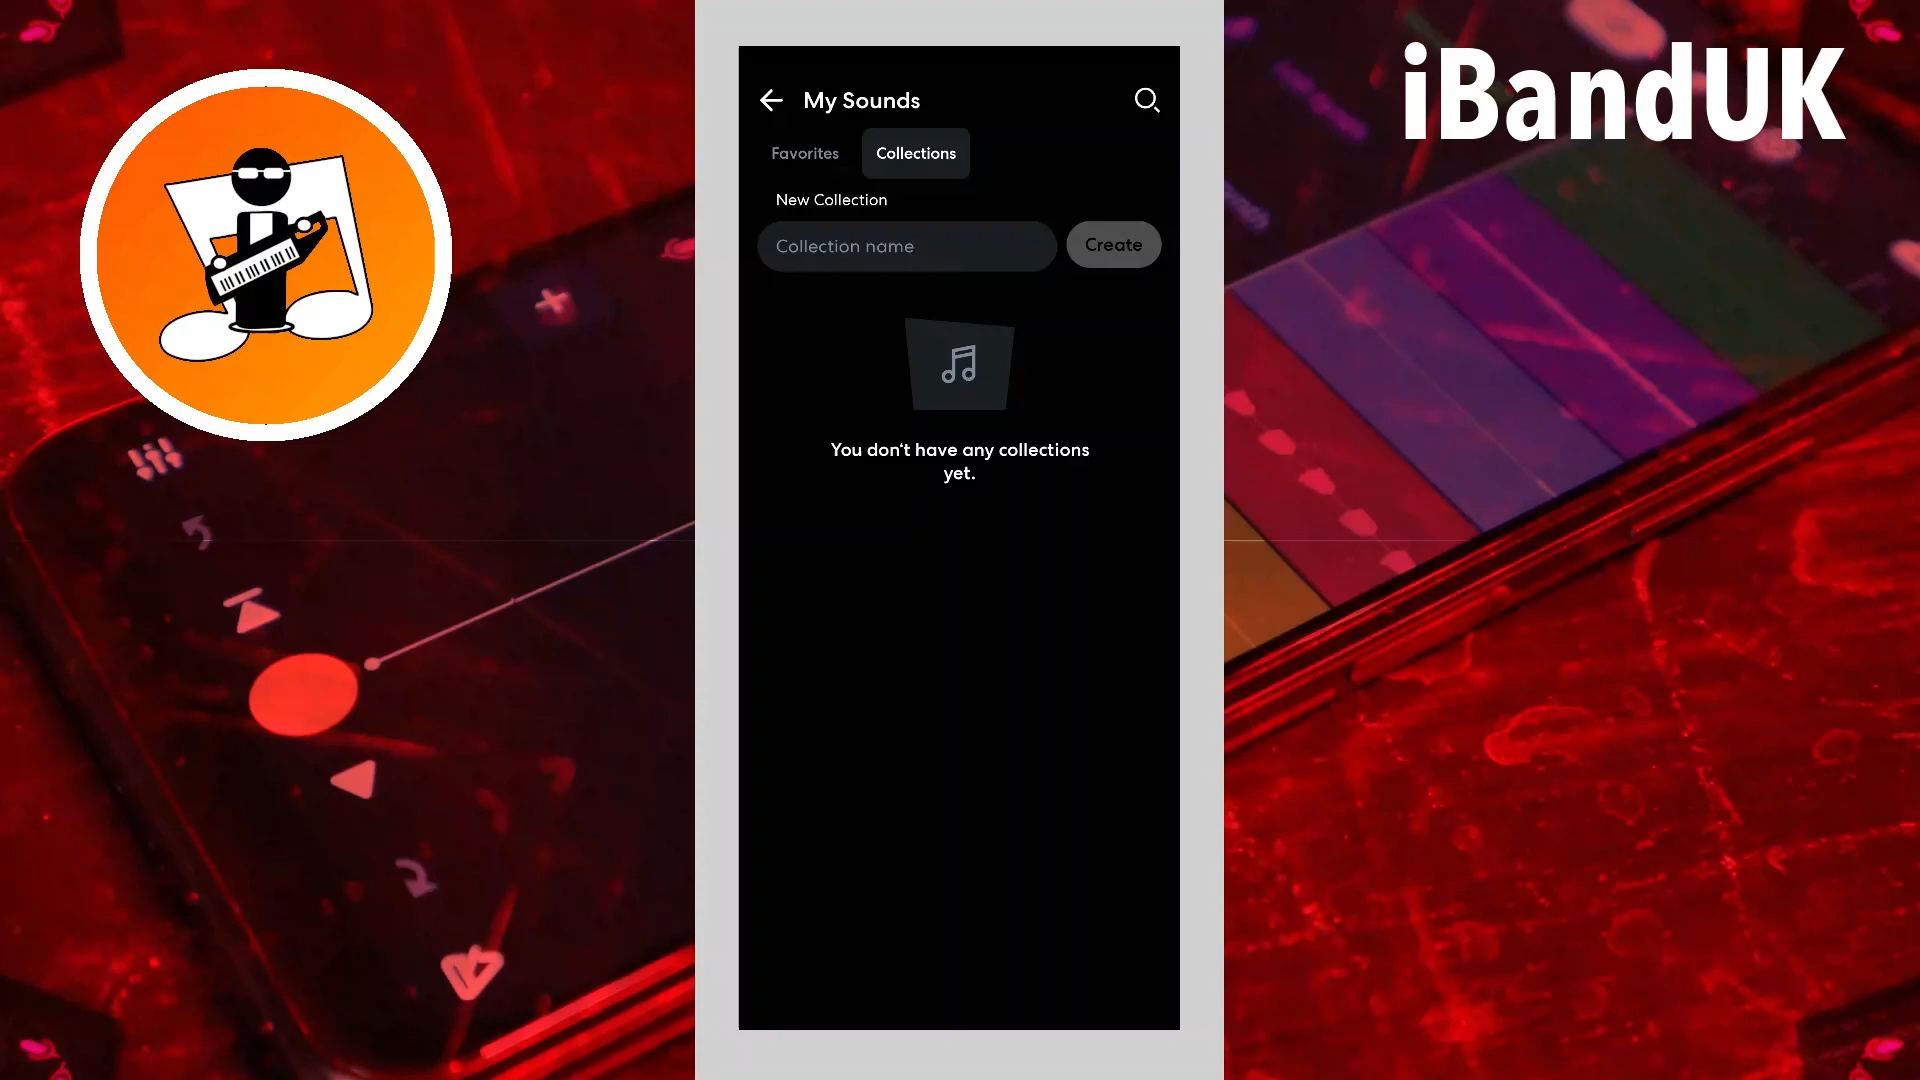 iBandUK
My Sounds
Favorites
Collections
New Collection
Collection name
Create
You don't have any collections
yet.